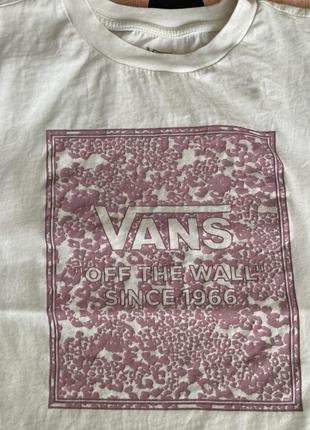 VANS
"OFF THE WALL"
SINCE 1966